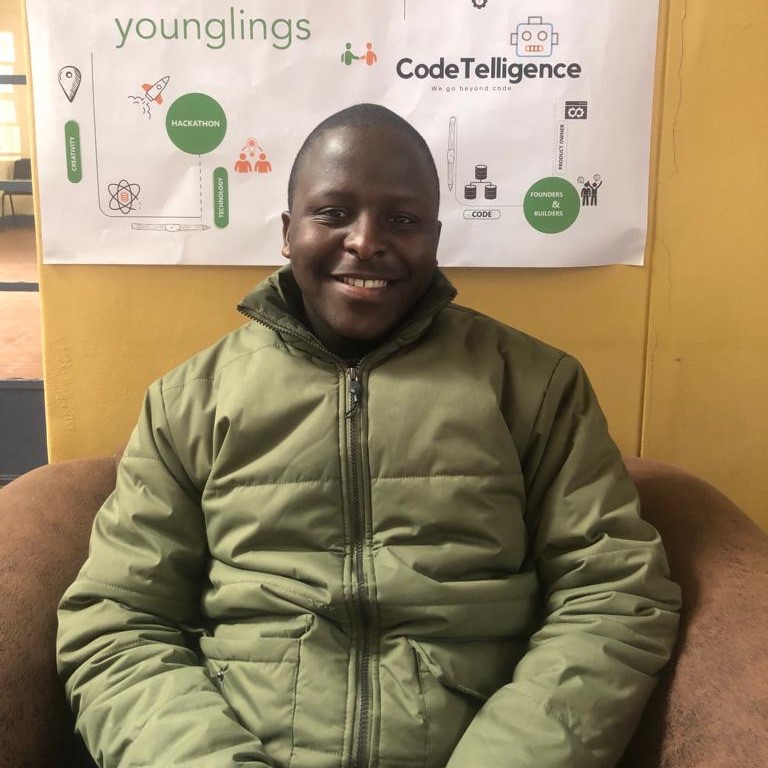 younglings
CodeTelligence
We go beyond code
HACKATHON
CREATIVITY
TECHNOLOGY
PRODUCT OWNER
CODE
FOUNDERS
&
BUILDERS